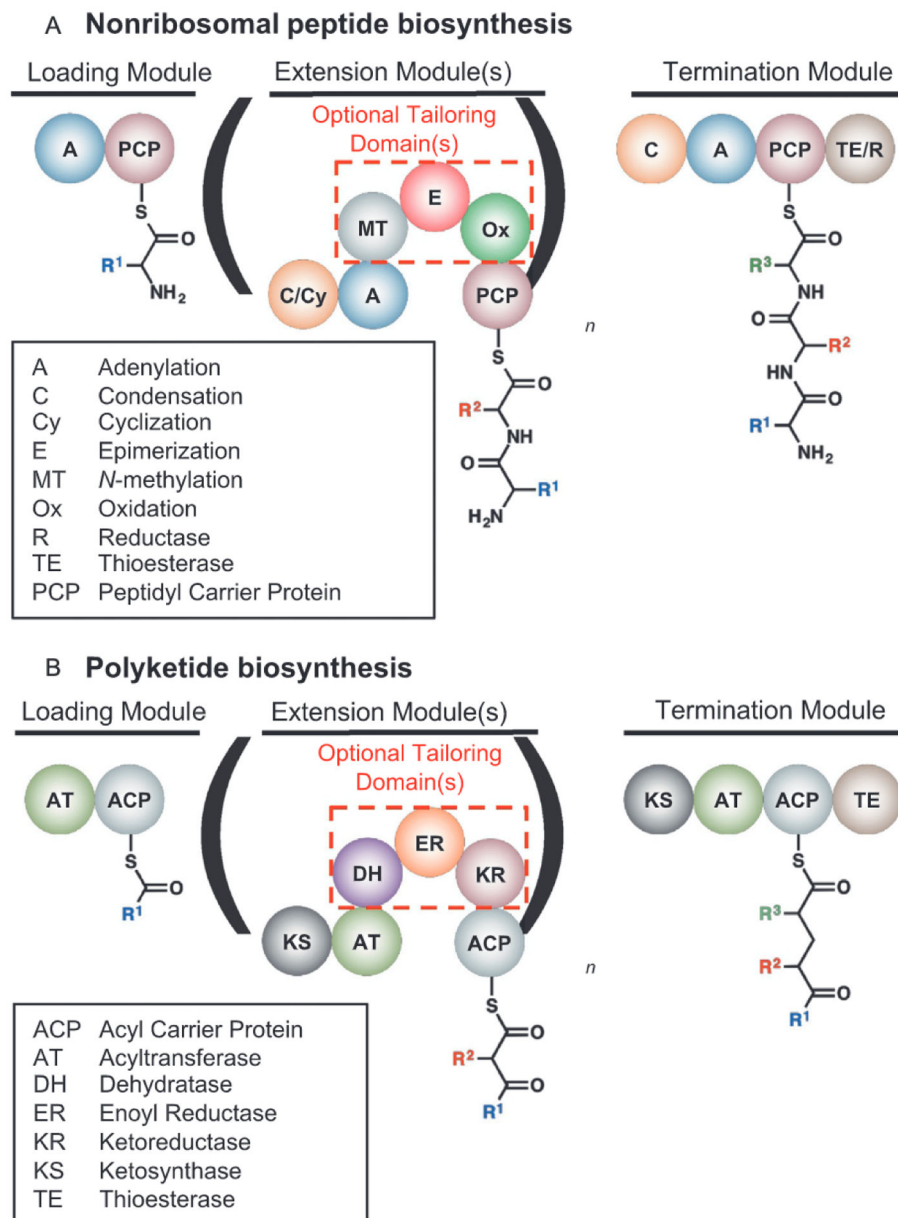 A Nonribosomal peptide biosynthesis
Loading Module
Extension Module(s)
Termination Module
Optional Tailoring
Domain(s)
A
PCP
S
O
R¹
NH₂
E
MT
Ox
C/Cy
A
PCP
n
S
O
R²
NH
O
R¹
H₂N
C
A
PCP
TE/R
S
O
R³
NH
O
R²
HN
O
R¹
NH₂
A Adenylation
C Condensation
Cy Cyclization
E Epimerization
MT N-methylation
Ox Oxidation
R Reductase
TE Thioesterase
PCP Peptidyl Carrier Protein
B Polyketide biosynthesis
Loading Module
Extension Module(s)
Termination Module
Optional Tailoring
Domain(s)
AT
ACP
S
O
R¹
ER
DH
KR
KS
AT
ACP
n
S
O
R²
O
R¹
KS
AT
ACP
TE
S
O
R³
R²
O
R¹
ACP Acyl Carrier Protein
AT Acyltransferase
DH Dehydratase
ER Enoyl Reductase
KR Ketoreductase
KS Ketosynthase
TE Thioesterase